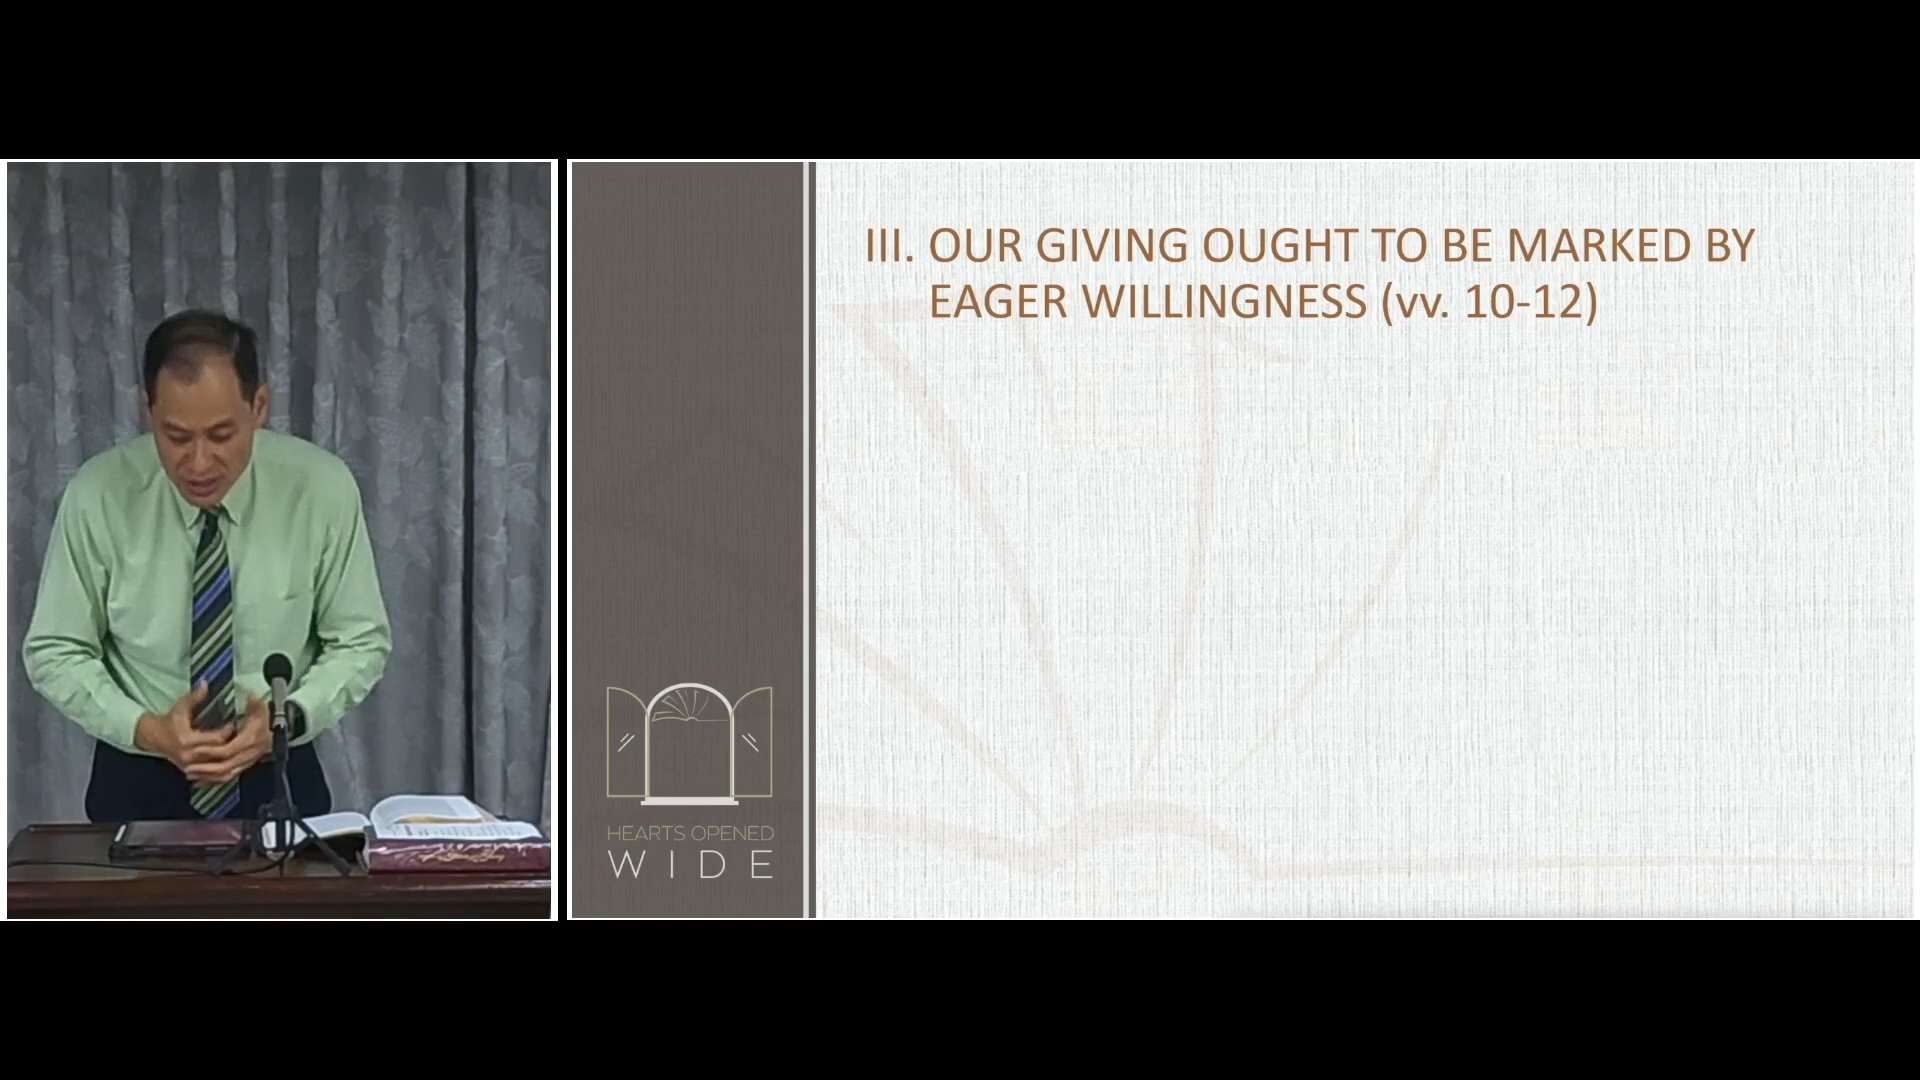 III. OUR GIVING OUGHT TO BE MARKED BY
EAGER WILLINGNESS (vv. 10-12)
HEARTS OPENED
WIDE